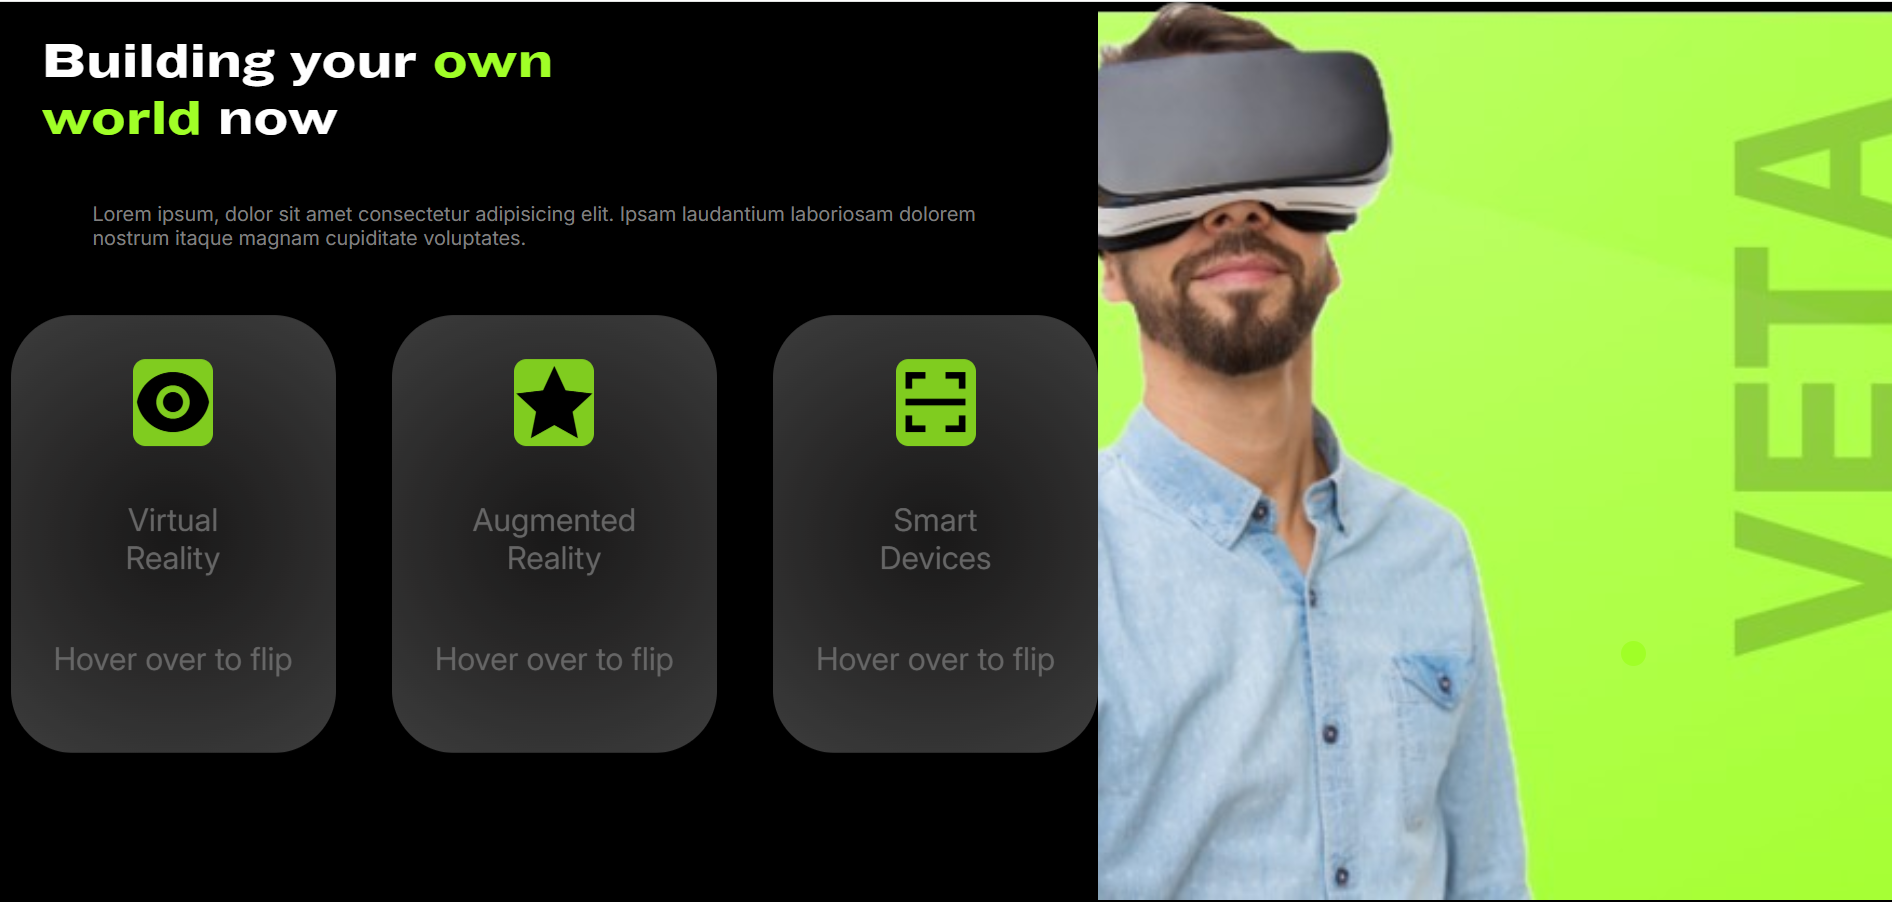 Building your own
world now
Lorem ipsum, dolor sit amet consectetur adipisicing elit. Ipsam laudantium laboriosam dolorem
nostrum itaque magnam cupiditate voluptates.
Virtual
Reality
Hover over to flip
Augmented
Reality
Hover over to flip
Smart
Devices
Hover over to flip
VETA